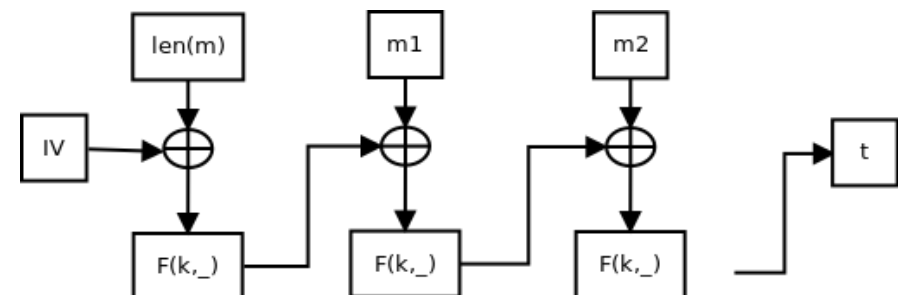 len(m)
m1
m2
IV
t
F(k,_)
F(k,_)
F(k,_)